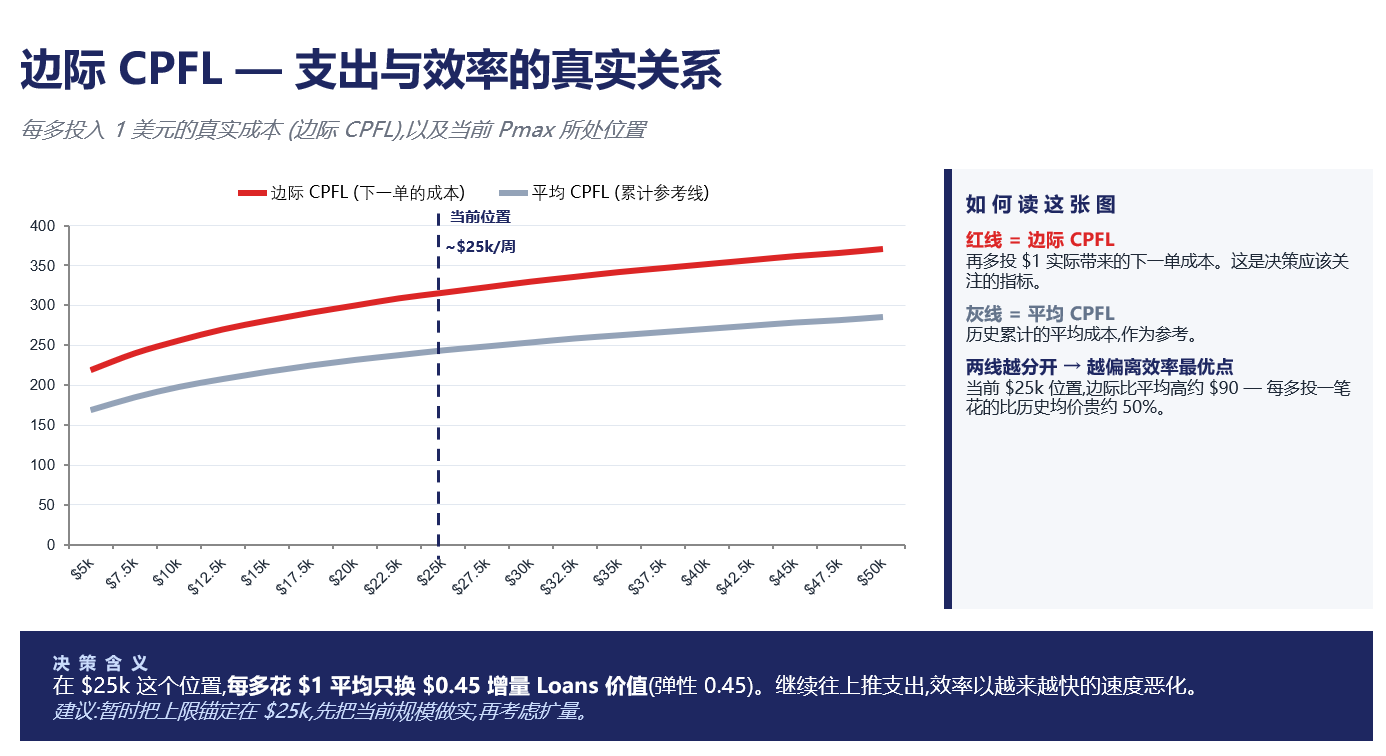 边际 CPFL — 支出与效率的真实关系
每多投入 1 美元的真实成本 (边际 CPFL),以及当前 Pmax 所处位置
边际 CPFL (下一单的成本)
平均 CPFL (累计参考线)
当前位置
~$25k/周
400
350
300
250
200
150
100
50
0
$5k
$7.5k
$10k
$12.5k
$15k
$17.5k
$20k
$22.5k
$25k
$27.5k
$30k
$32.5k
$35k
$37.5k
$40k
$42.5k
$45k
$47.5k
$50k
如何读这张图
红线 = 边际 CPFL
再多投 $1 实际带来的下一单成本。这是决策应该关
注的指标。
灰线 = 平均 CPFL
历史累计的平均成本,作为参考。
两线越分开 → 越偏离效率最优点
当前 $25k 位置,边际比平均高约 $90 — 每多投一笔
花的比历史均价贵约 50%。
决策含义
在 $25k 这个位置,每多花 $1 平均只换 $0.45 增量 Loans 价值(弹性 0.45)。继续往上推支出,效率以越来越快的速度恶化。
建议:暂时把上限锚定在 $25k,先把当前规模做实,再考虑扩量。